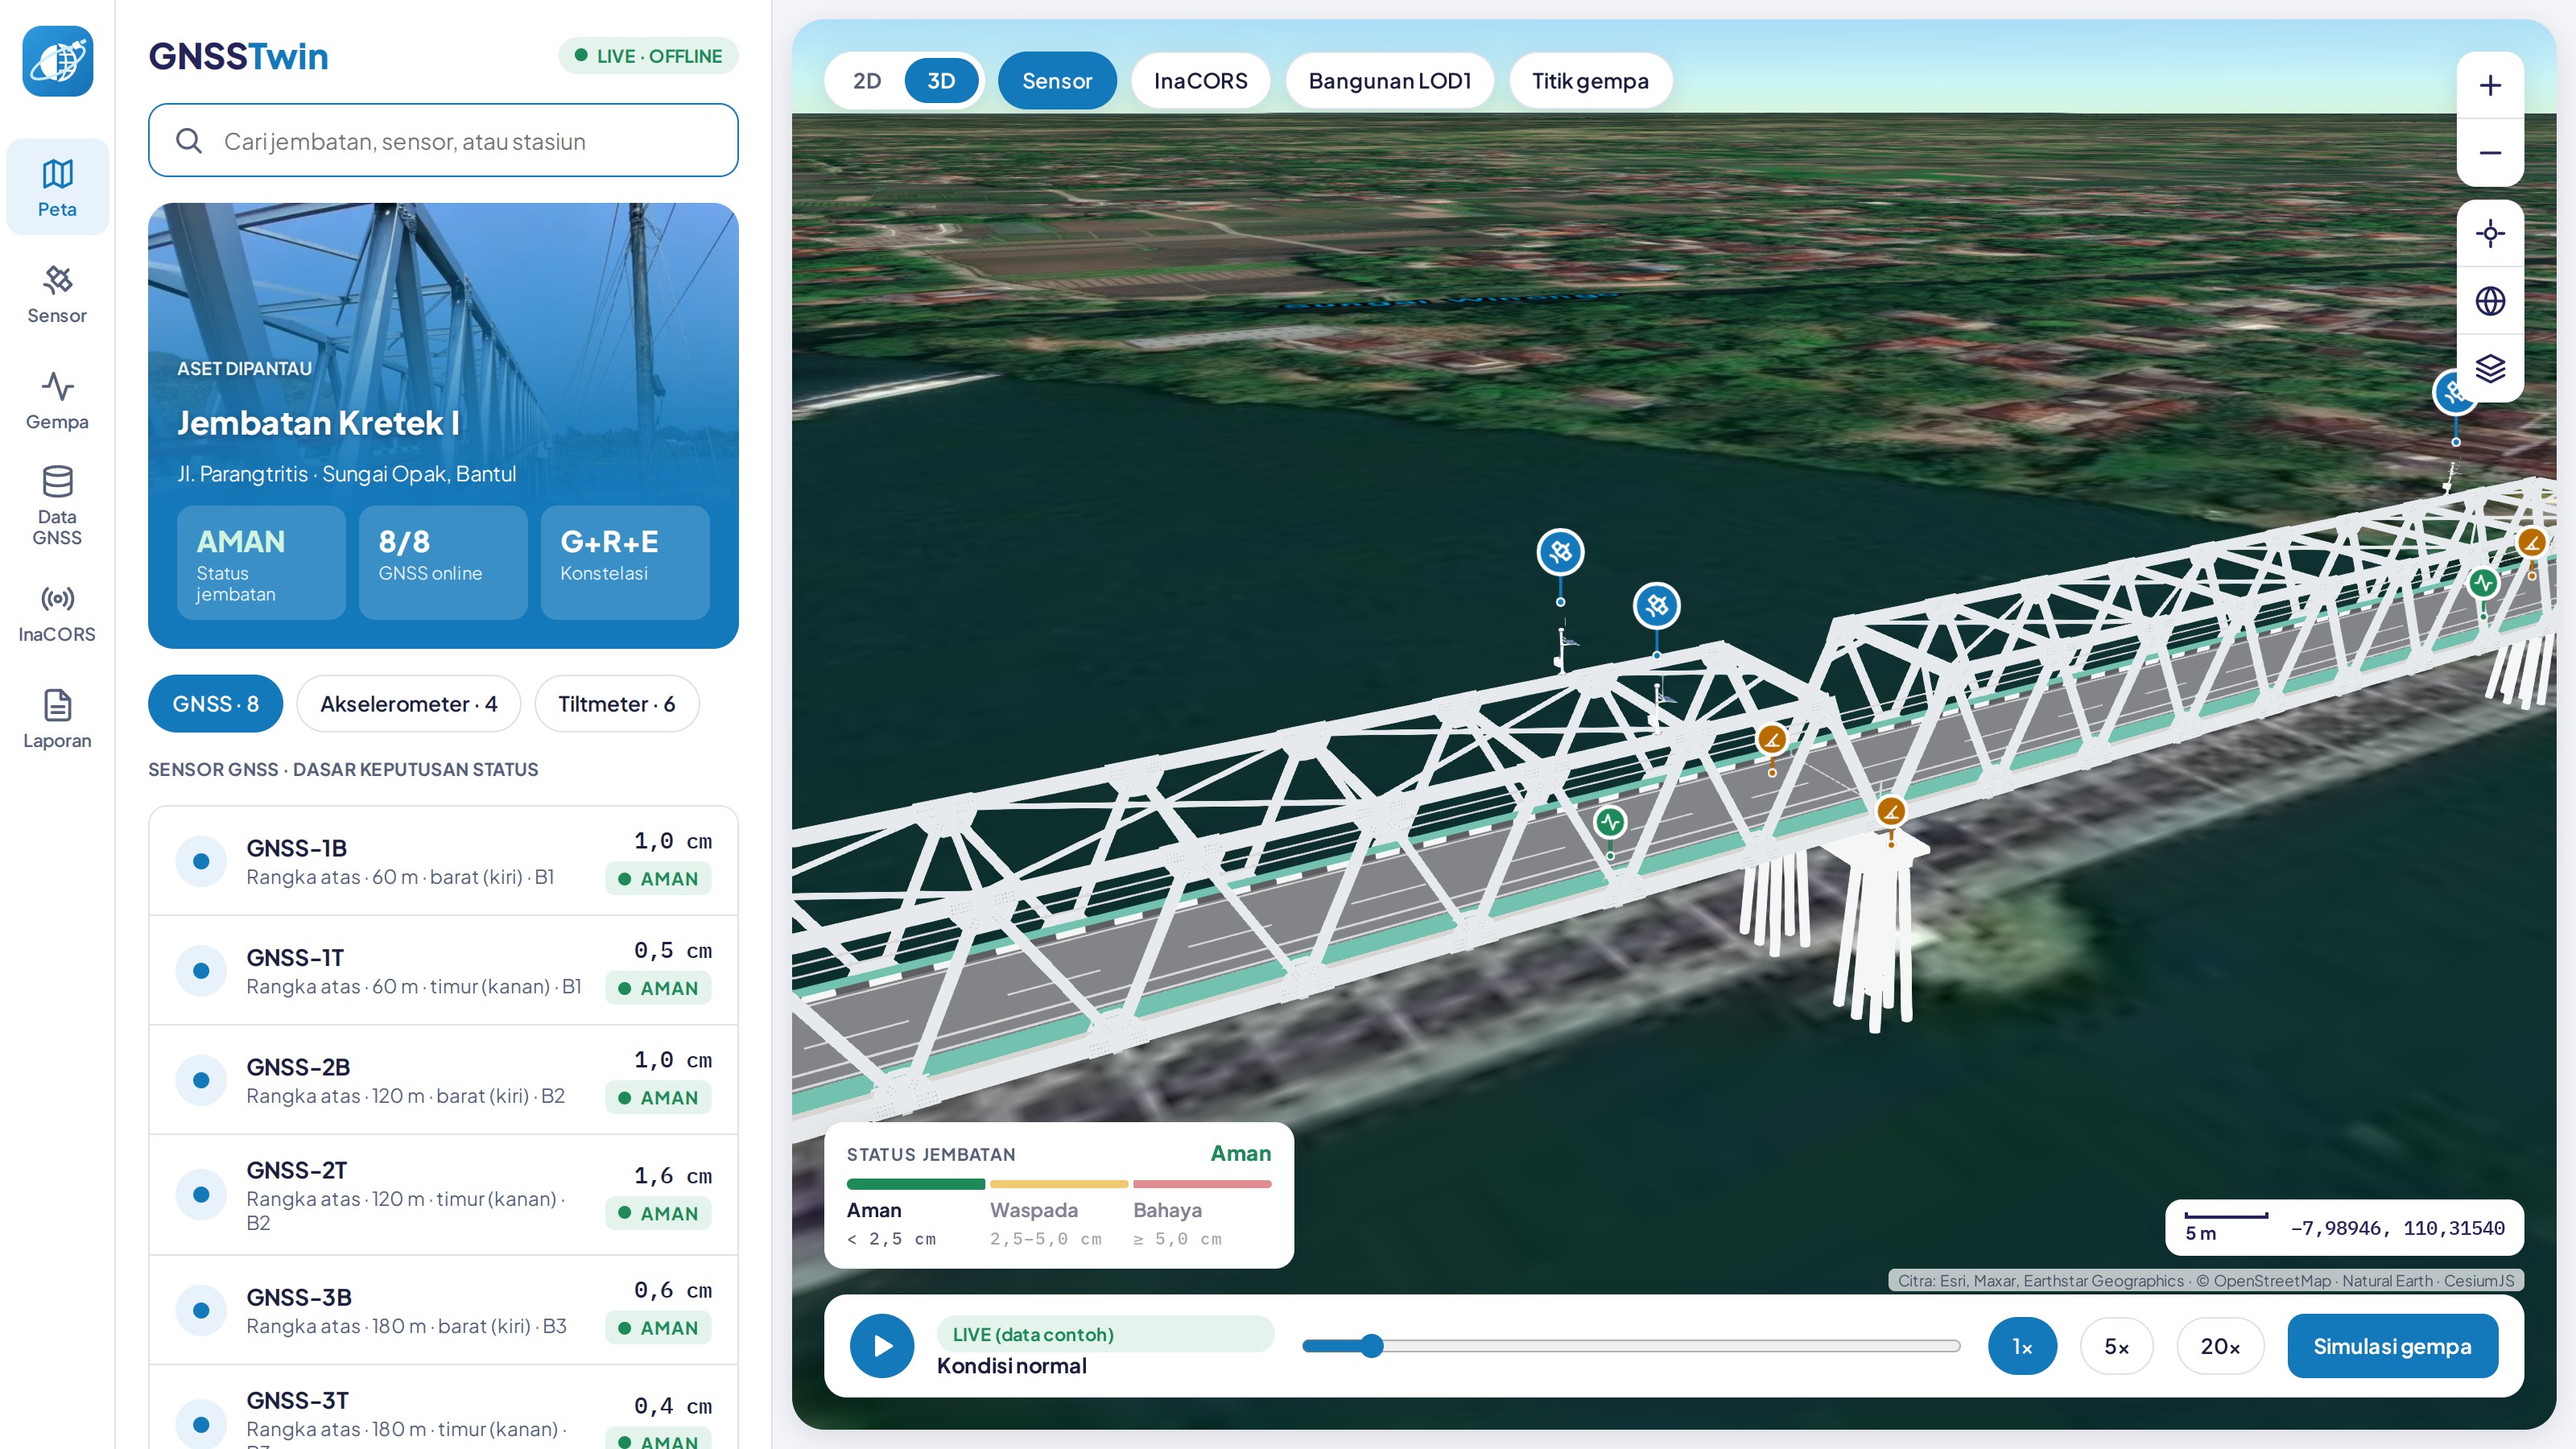 GNSSTwin
LIVE · OFFLINE
Cari jembatan, sensor, atau stasiun
Peta
Sensor
Gempa
Data
GNSS
InaCORS
Laporan
ASET DIPANTAU
Jembatan Kretek I
Jl. Parangtritis · Sungai Opak, Bantul
AMAN
Status
jembatan
8/8
GNSS online
G+R+E
Konstelasi
GNSS · 8
Akselerometer · 4
Tiltmeter · 6
SENSOR GNSS · DASAR KEPUTUSAN STATUS
GNSS-1B
Rangka atas · 60 m · barat (kiri) · B1
1,0 cm
AMAN
GNSS-1T
Rangka atas · 60 m · timur (kanan) · B1
0,5 cm
AMAN
GNSS-2B
Rangka atas · 120 m · barat (kiri) · B2
1,0 cm
AMAN
GNSS-2T
Rangka atas · 120 m · timur (kanan) ·
B2
1,6 cm
AMAN
GNSS-3B
Rangka atas · 180 m · barat (kiri) · B3
0,6 cm
AMAN
GNSS-3T
Rangka atas · 180 m · timur (kanan) ·
B3
0,4 cm
AMAN
2D
3D
Sensor
InaCORS
Bangunan LOD1
Titik gempa
Sungai Winongo
STATUS JEMBATAN
Aman
Aman
Waspada
Bahaya
< 2,5 cm
2,5–5,0 cm
≥ 5,0 cm
5 m
−7,98946, 110,31540
Citra: Esri, Maxar, Earthstar Geographics · © OpenStreetMap · Natural Earth · CesiumJS
LIVE (data contoh)
Kondisi normal
1×
5×
20×
Simulasi gempa